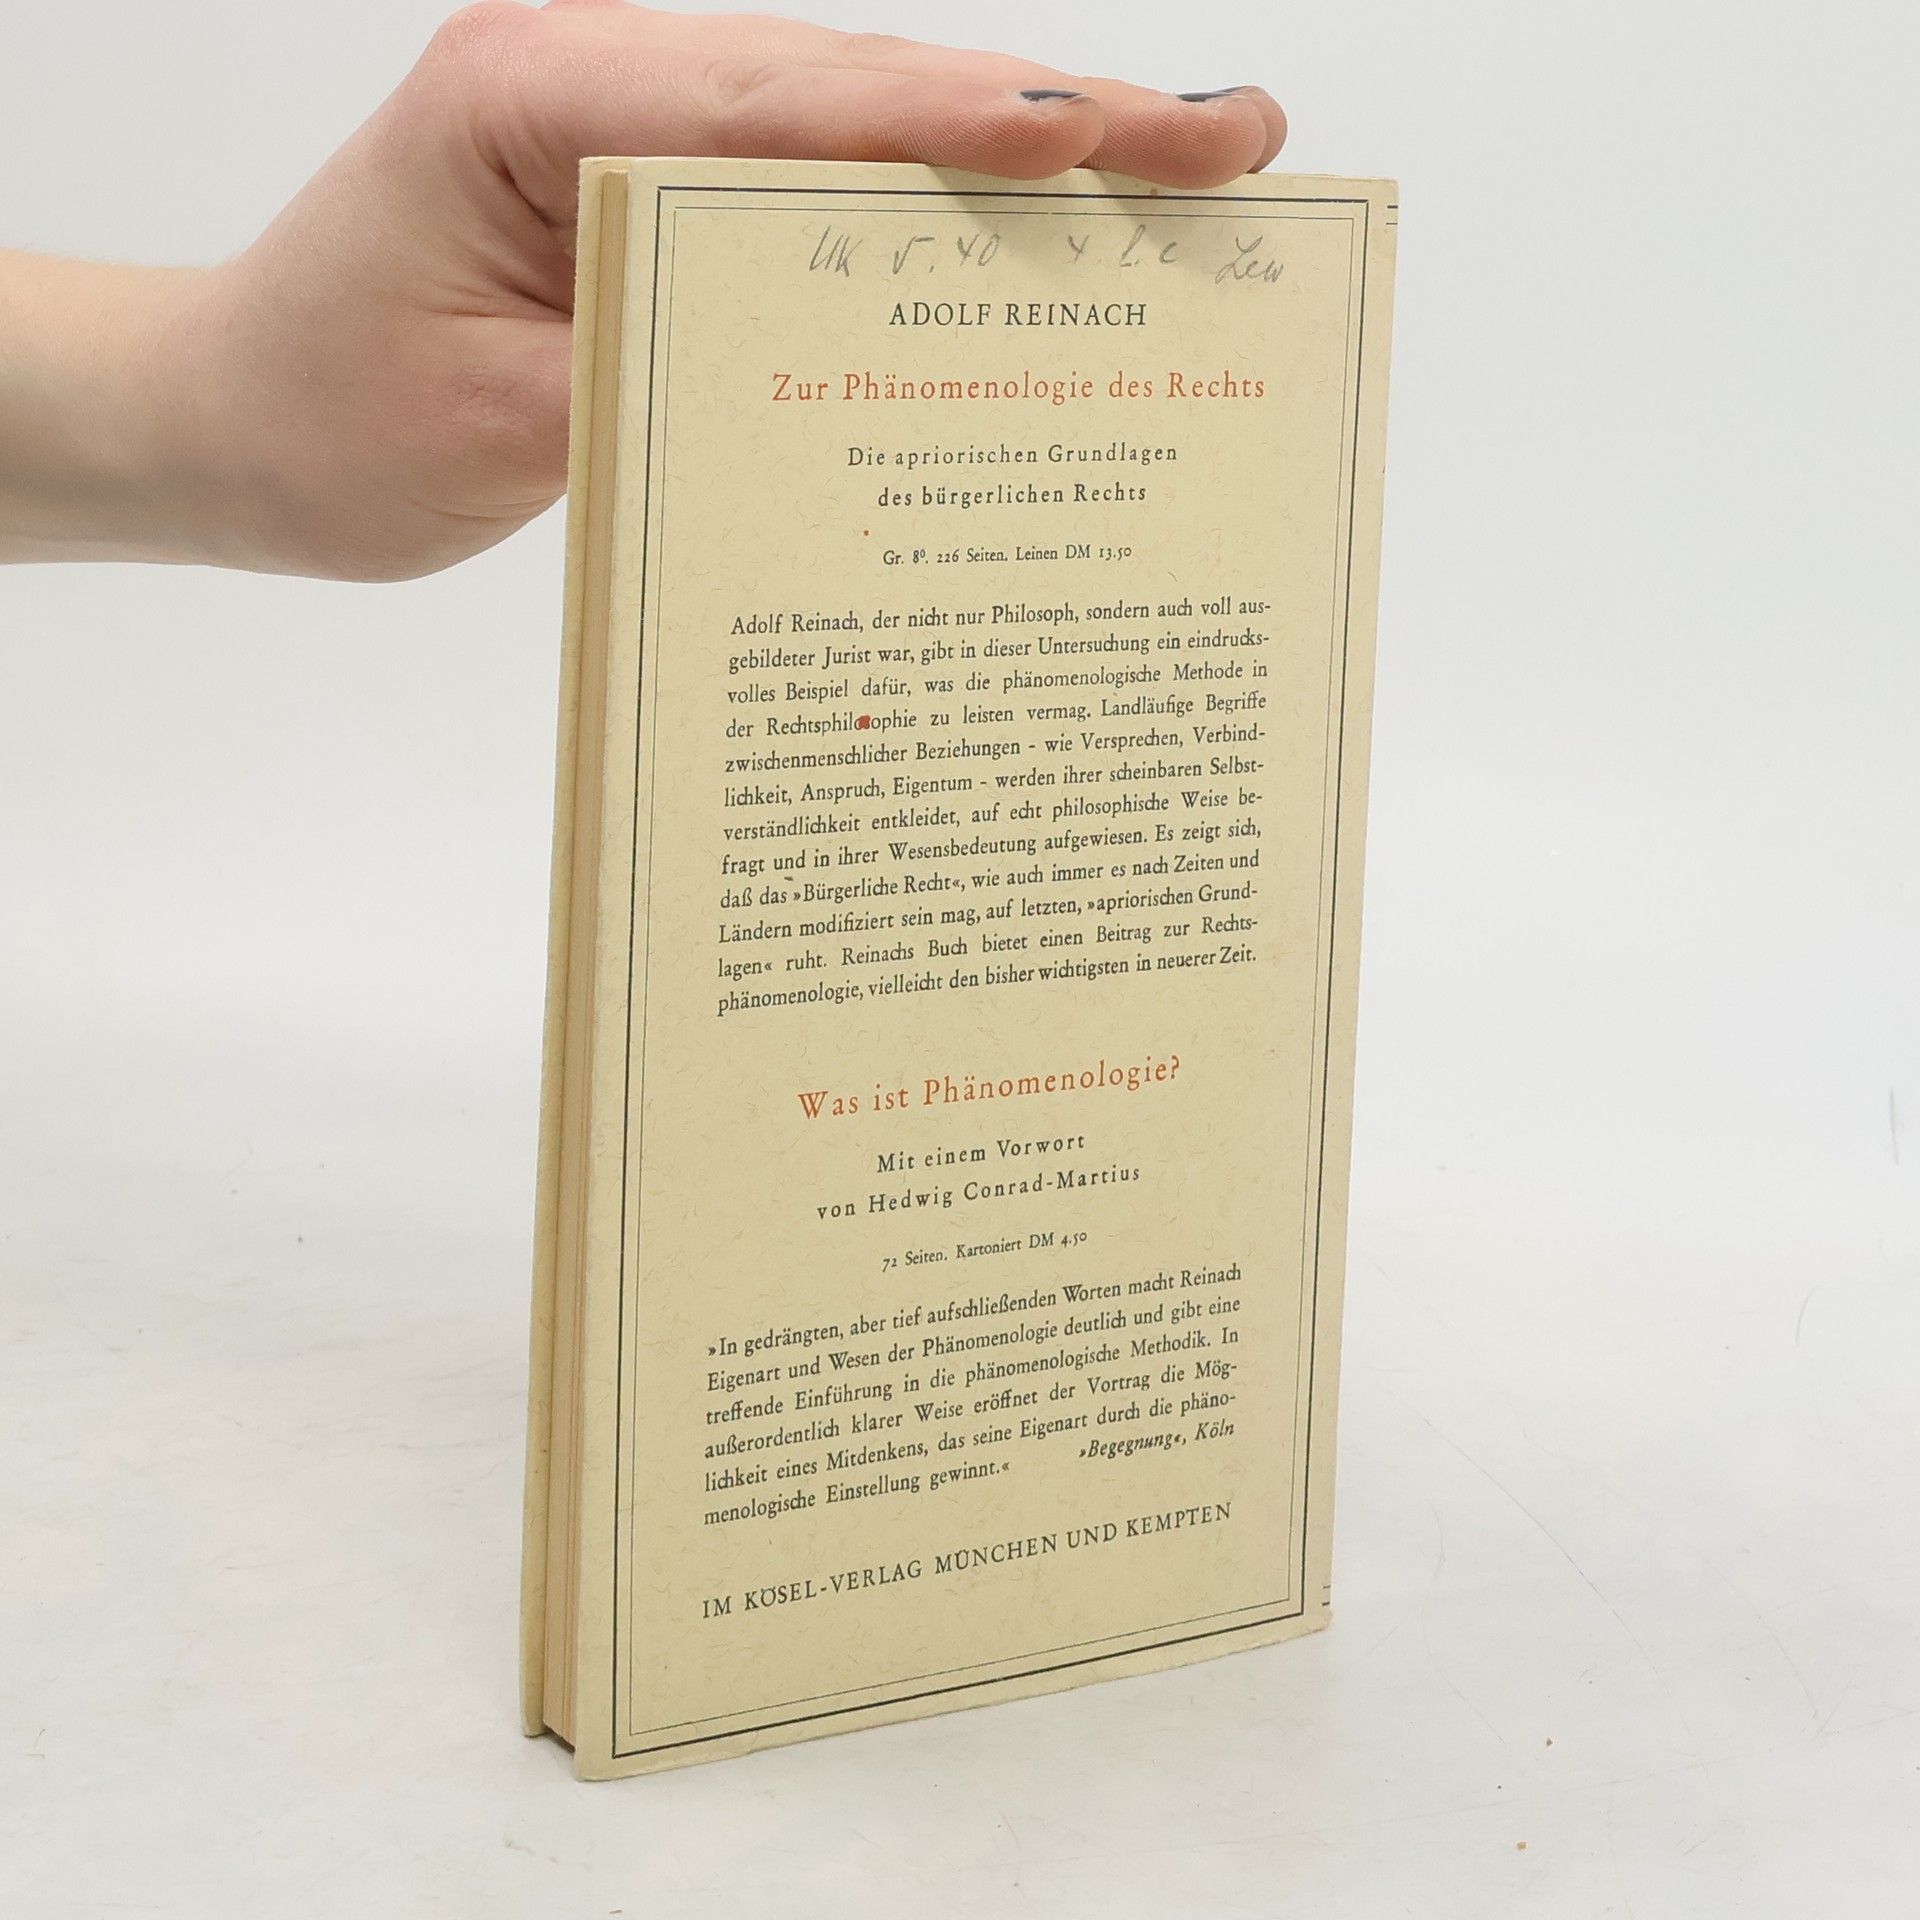 ADOLF REINACH
Zur Phänomenologie des Rechts
Die apriorischen Grundlagen
des bürgerlichen Rechts
Gr. 8⁰. 226 Seiten. Leinen DM 13.50
Adolf Reinach, der nicht nur Philosoph, sondern auch voll aus-
gebildeter Jurist war, gibt in dieser Untersuchung ein eindrucks-
volles Beispiel dafür, was die phänomenologische Methode in
der Rechtsphilosophie zu leisten vermag. Landläufige Begriffe
zwischenmenschlicher Beziehungen - wie Versprechen, Verbind-
lichkeit, Anspruch, Eigentum - werden ihrer scheinbaren Selbst-
verständlichkeit entkleidet, auf echt philosophische Weise be-
fragt und in ihrer Wesensbedeutung aufgewiesen. Es zeigt sich,
daß das »Bürgerliche Recht«, wie auch immer es nach Zeiten und
Ländern modifiziert sein mag, auf letzten, »apriorischen Grund-
lagen« ruht. Reinachs Buch bietet einen Beitrag zur Rechts-
phänomenologie, vielleicht den bisher wichtigsten in neuerer Zeit.
Was ist Phänomenologie?
Mit einem Vorwort
von Hedwig Conrad-Martius
72 Seiten. Kartoniert DM 4.50
»In gedrängten, aber tief aufschließenden Worten macht Reinach
Eigenart und Wesen der Phänomenologie deutlich und gibt eine
treffende Einführung in die phänomenologische Methodik. In
außerordentlich klarer Weise eröffnet der Vortrag die Mög-
lichkeit eines Mitdenkens, das seine Eigenart durch die phäno-
menologische Einstellung gewinnt.« »Begegnung«, Köln
IM KÖSEL-VERLAG MÜNCHEN UND KEMPTEN